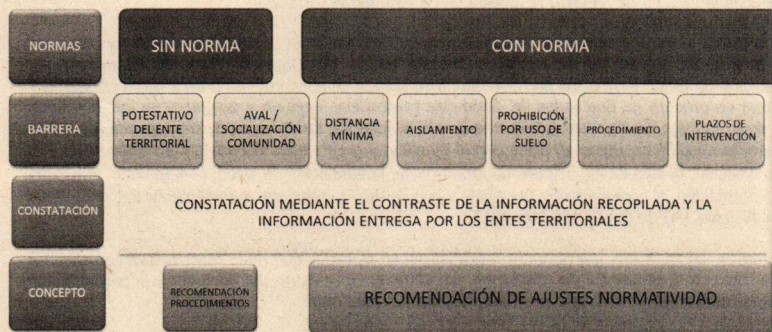 NORMAS
SIN NORMA
CON NORMA
BARRERA
POTESTATIVO
DEL ENTE
TERRITORIAL
AVAL /
SOCIALIZACIÓN
COMUNIDAD
DISTANCIA
MÍNIMA
AISLAMIENTO
PROHIBICIÓN
POR USO DE
SUELO
PROCEDIMIENTO
PLAZOS DE
INTERVENCIÓN
CONSTATACIÓN
CONSTATACIÓN MEDIANTE EL CONTRASTE DE LA INFORMACIÓN RECOPILADA Y LA
INFORMACIÓN ENTREGA POR LOS ENTES TERRITORIALES
CONCEPTO
RECOMENDACIÓN
PROCEDIMIENTOS
RECOMENDACIÓN DE AJUSTES NORMATIVIDAD